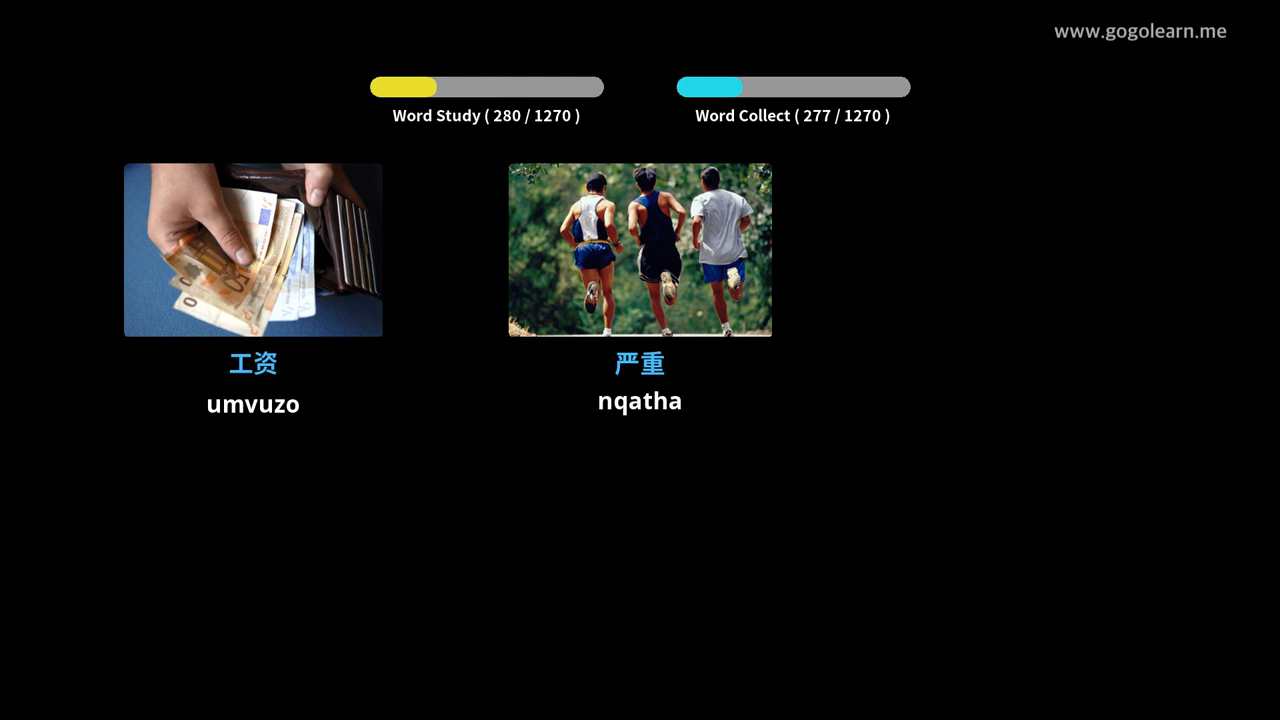 www.gogolearn.me
Word Study ( 280 / 1270 )
Word Collect ( 277 / 1270 )
工资
umvuzo
严重
nqatha